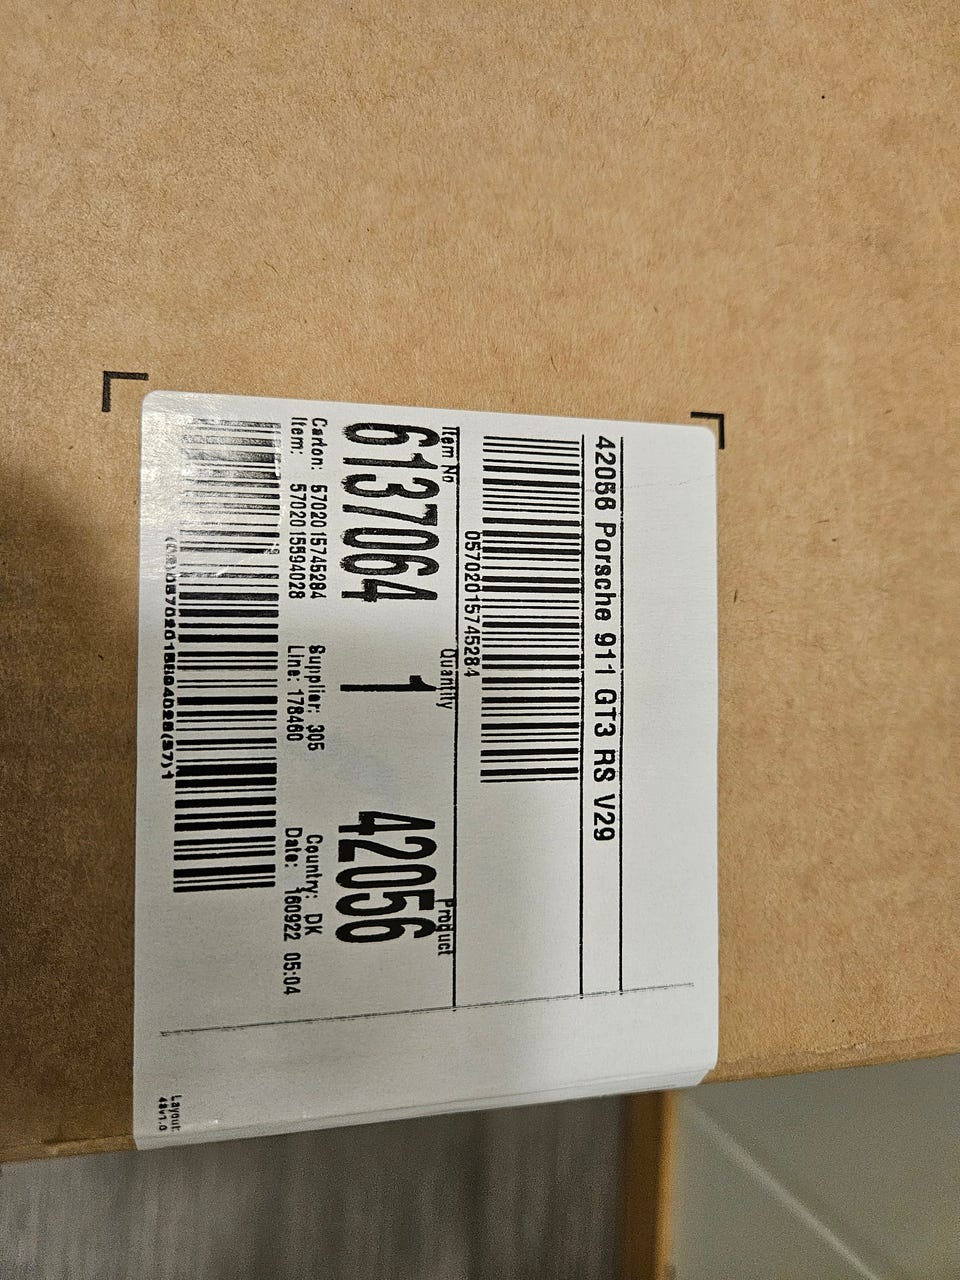 42056 Porsche 911 GT3 RS V29
05702015745284
Item No Quantity Product
6137064 1 42056
Carton: 5702015745284 Supplier: 305 Country: DK
Item: 5702015594028 Line: 178460 Date: 160922 05:04
Layout: